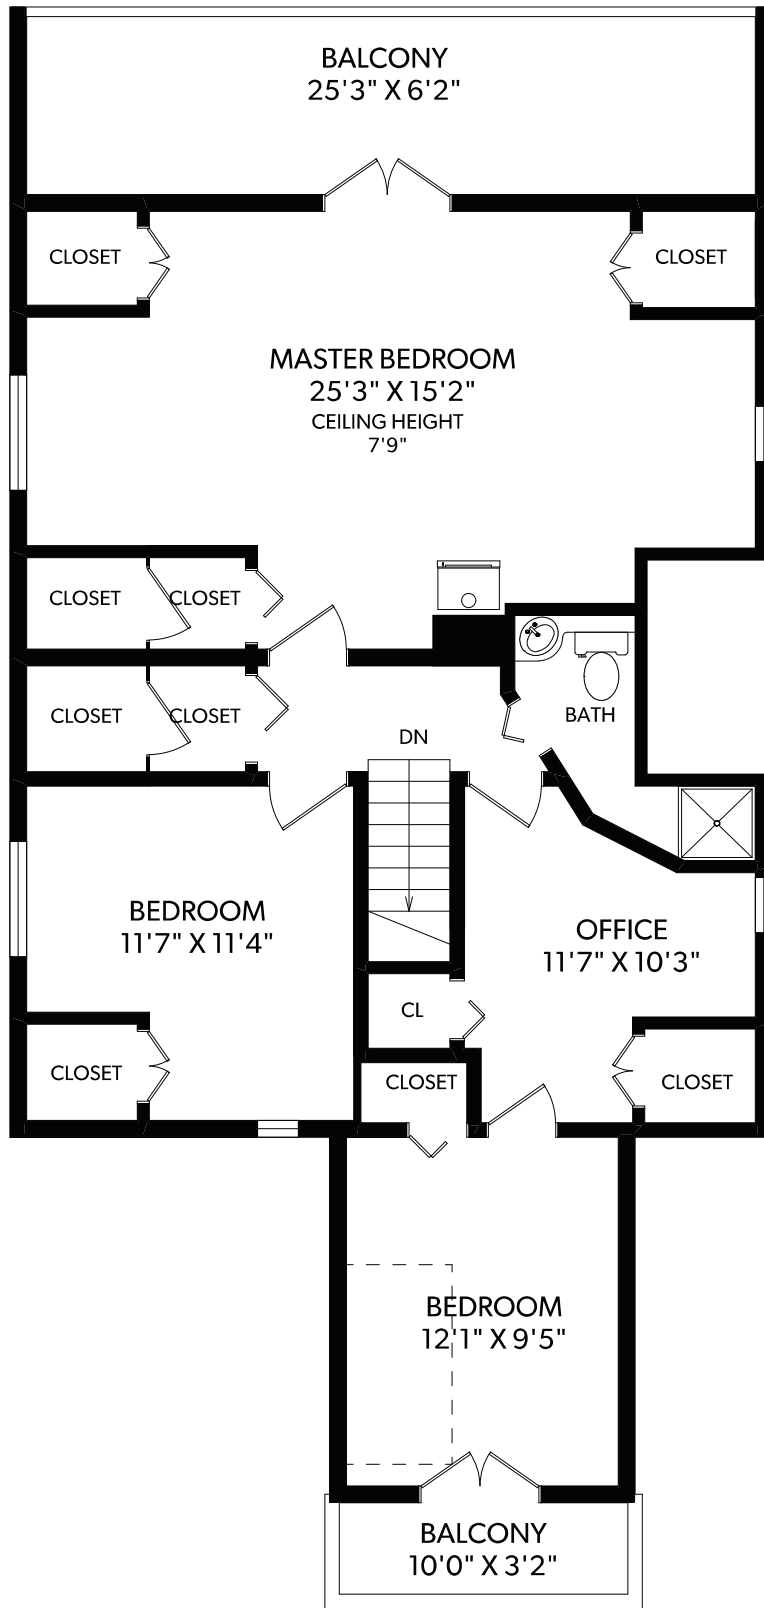 BALCONY
25'3" X 6'2"
CLOSET
CLOSET
MASTER BEDROOM
25'3" X 15'2"
CEILING HEIGHT
7'9"
CLOSET
CLOSET
CLOSET
CLOSET
BATH
DN
BEDROOM
11'7" X 11'4"
OFFICE
11'7" X 10'3"
CL
CLOSET
CLOSET
CLOSET
BEDROOM
12'1" X 9'5"
BALCONY
10'0" X 3'2"